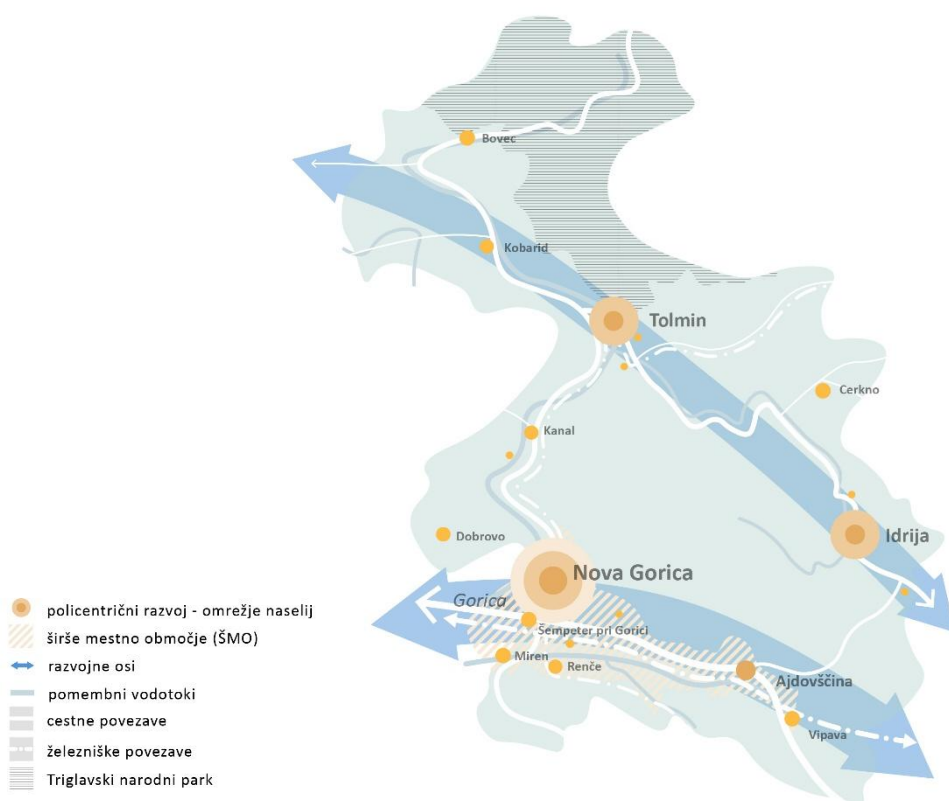 Bovec
Kobarid
Tolmin
Cerkno
Kanal
Idrija
Dobrovo
Nova Gorica
Gorica
Šempeter pri Gorici
Miren
Renče
Ajdovščina
Vipava
policentrični razvoj - omrežje naselij
širše mestno območje (ŠMO)
razvojne osi
pomembni vodotoki
cestne povezave
železniške povezave
Triglavski narodni park